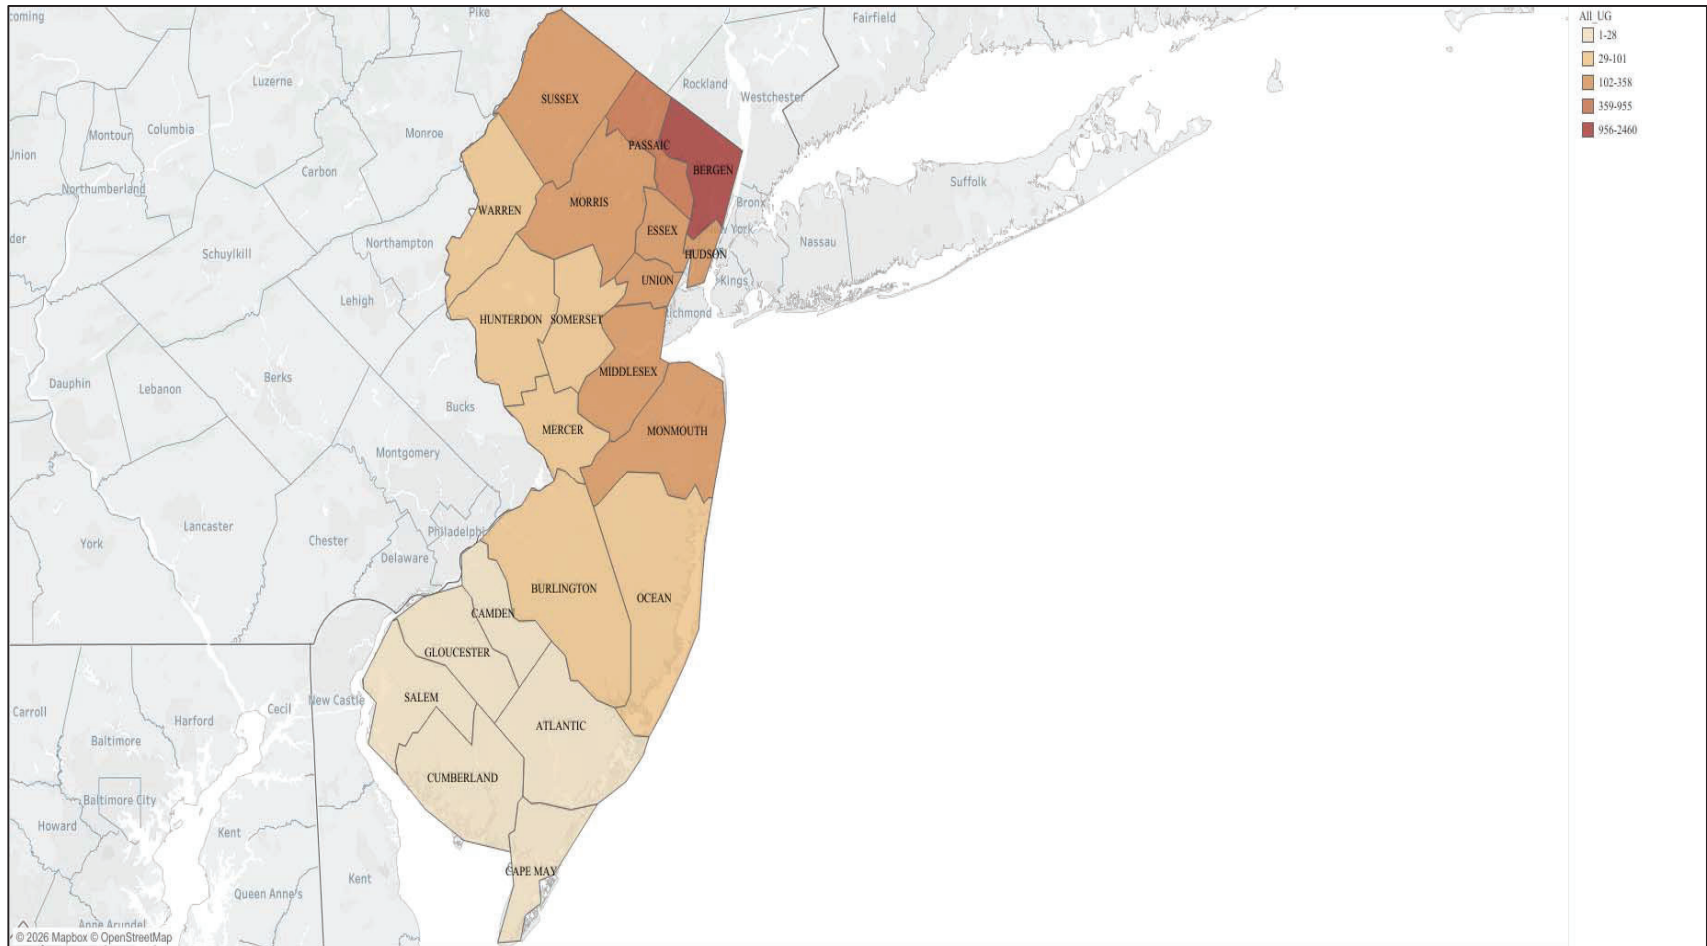 coming
Pike
Fairfield
All_UG
1-28
29-101
102-358
359-955
956-2460
Luzerne
Rockland
Westchester
SUSSEX
Montour
Columbia
Monroe
PASSAIC
Union
Carbon
BERGEN
Northumberland
Suffolk
WARREN
MORRIS
Bronx
der
Northampton
ESSEX
w York
Nassau
Schuylkill
HUDSON
UNION
Kings
Lehigh
HUNTERDON
SOMERSET
ichmond
Dauphin
Lebanon
Berks
MIDDLESEX
Bucks
MERCER
MONMOUTH
Montgomery
Lancaster
York
Chester
Philadelphi
Delaware
BURLINGTON
OCEAN
CAMDEN
GLOUCESTER
SALEM
New Castle
Carroll
Harford
Cecil
ATLANTIC
Baltimore
CUMBERLAND
Baltimore City
Howard
Kent
CAPE MAY
Kent
Queen Anne's
Anne Arundel
© 2026 Mapbox © OpenStreetMap